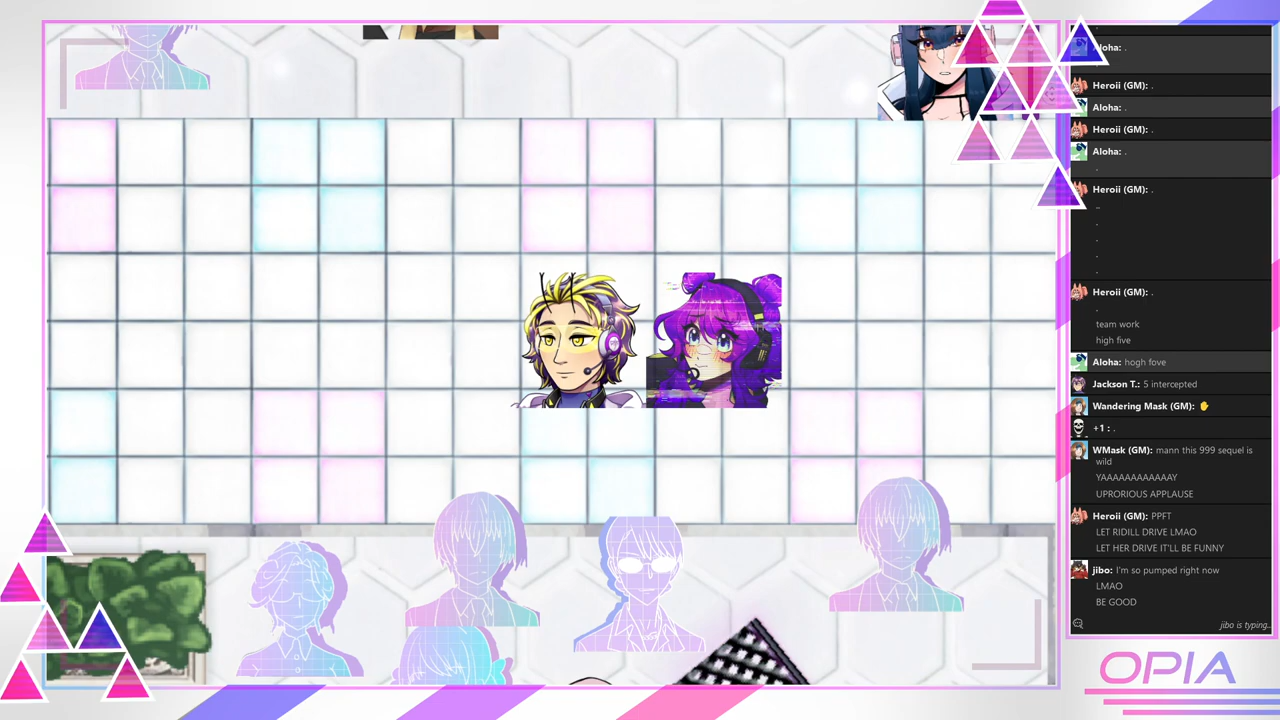 Aloha: .
.
Heroii (GM): .
Aloha: .
Heroii (GM): .
Aloha: .
.
Heroii (GM): .
_
.
.
.
.
Heroii (GM): .
.
team work
high five
Aloha: hogh fove
Jackson T.: 5 intercepted
Wandering Mask (GM): ✋
+1 : .
WMask (GM): mann this 999 sequel is
wild
YAAAAAAAAAAAY
UPRORIOUS APPLAUSE
Heroii (GM): PPFT
LET RIDILL DRIVE LMAO
LET HER DRIVE IT'LL BE FUNNY
jibo: I'm so pumped right now
LMAO
BE GOOD
jibo is typing...
OPIA